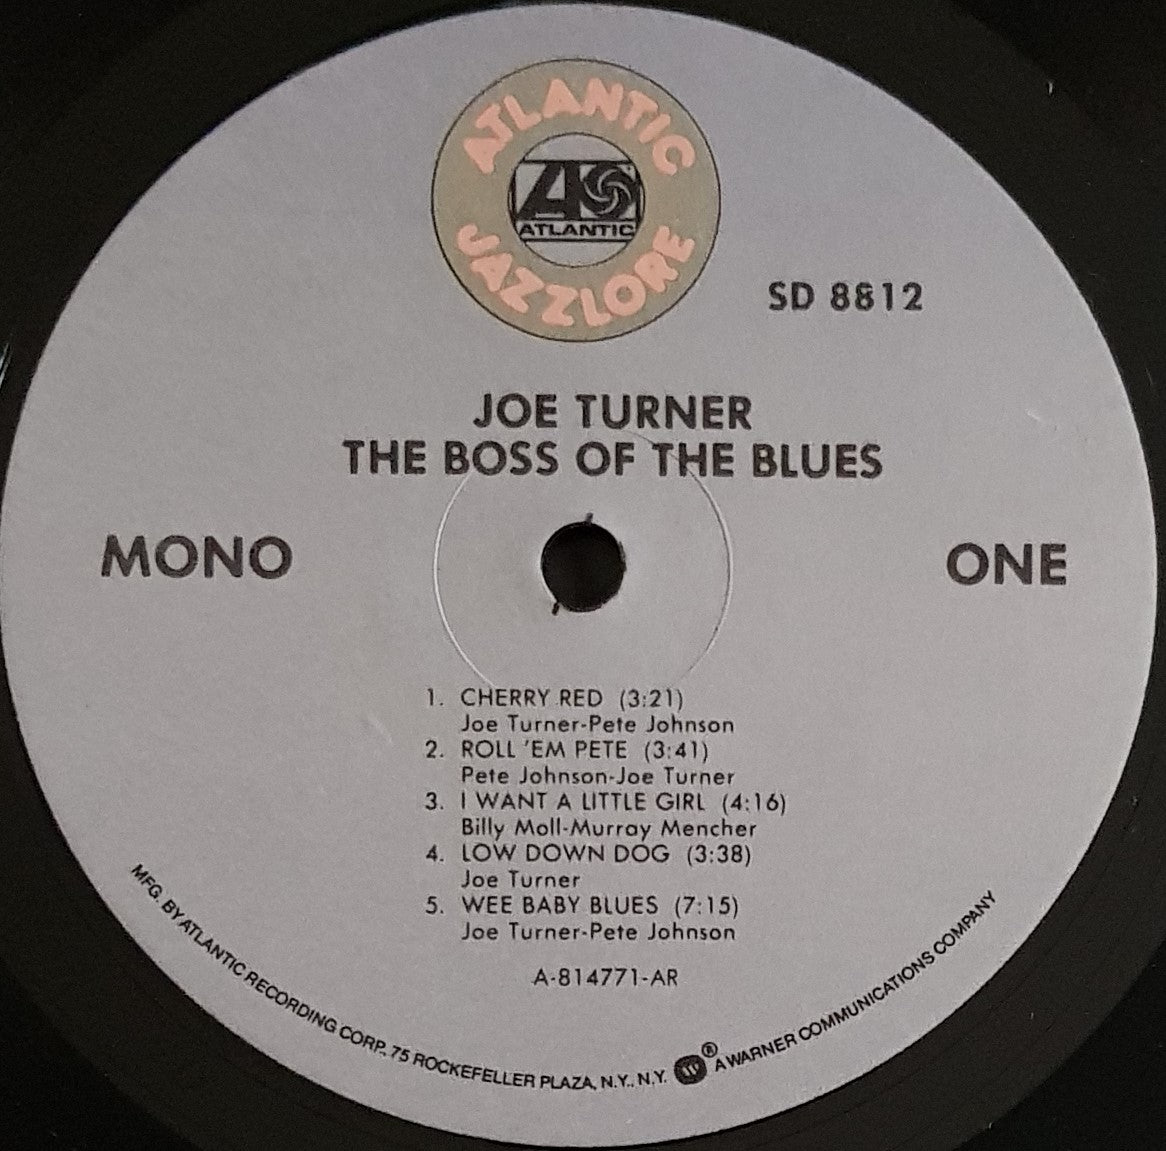 ATLANTIC
ATLANTIC
JAZZLORE
SD 8812
JOE TURNER
THE BOSS OF THE BLUES
MONO
ONE
1. CHERRY RED (3:21)
Joe Turner-Pete Johnson
2. ROLL 'EM PETE (3:41)
Pete Johnson-Joe Turner
3. I WANT A LITTLE GIRL (4:16)
Billy Moll-Murray Mencher
4. LOW DOWN DOG (3:38)
Joe Turner
5. WEE BABY BLUES (7:15)
Joe Turner-Pete Johnson
A-814771-AR
MFG. BY ATLANTIC RECORDING CORP., 75 ROCKEFELLER PLAZA, N.Y., N.Y. W ® A WARNER COMMUNICATIONS COMPANY